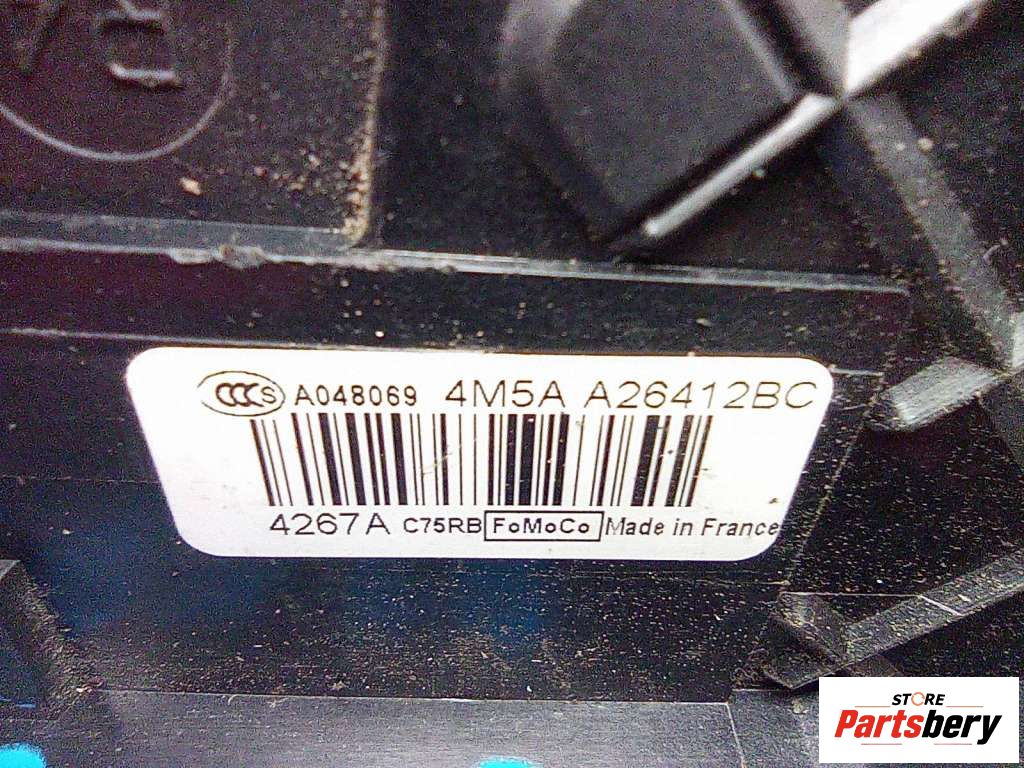 CCC S A048069 4M5A A26412BC
4267A C75RB FoMoCo Made in France
STORE
Partsbery